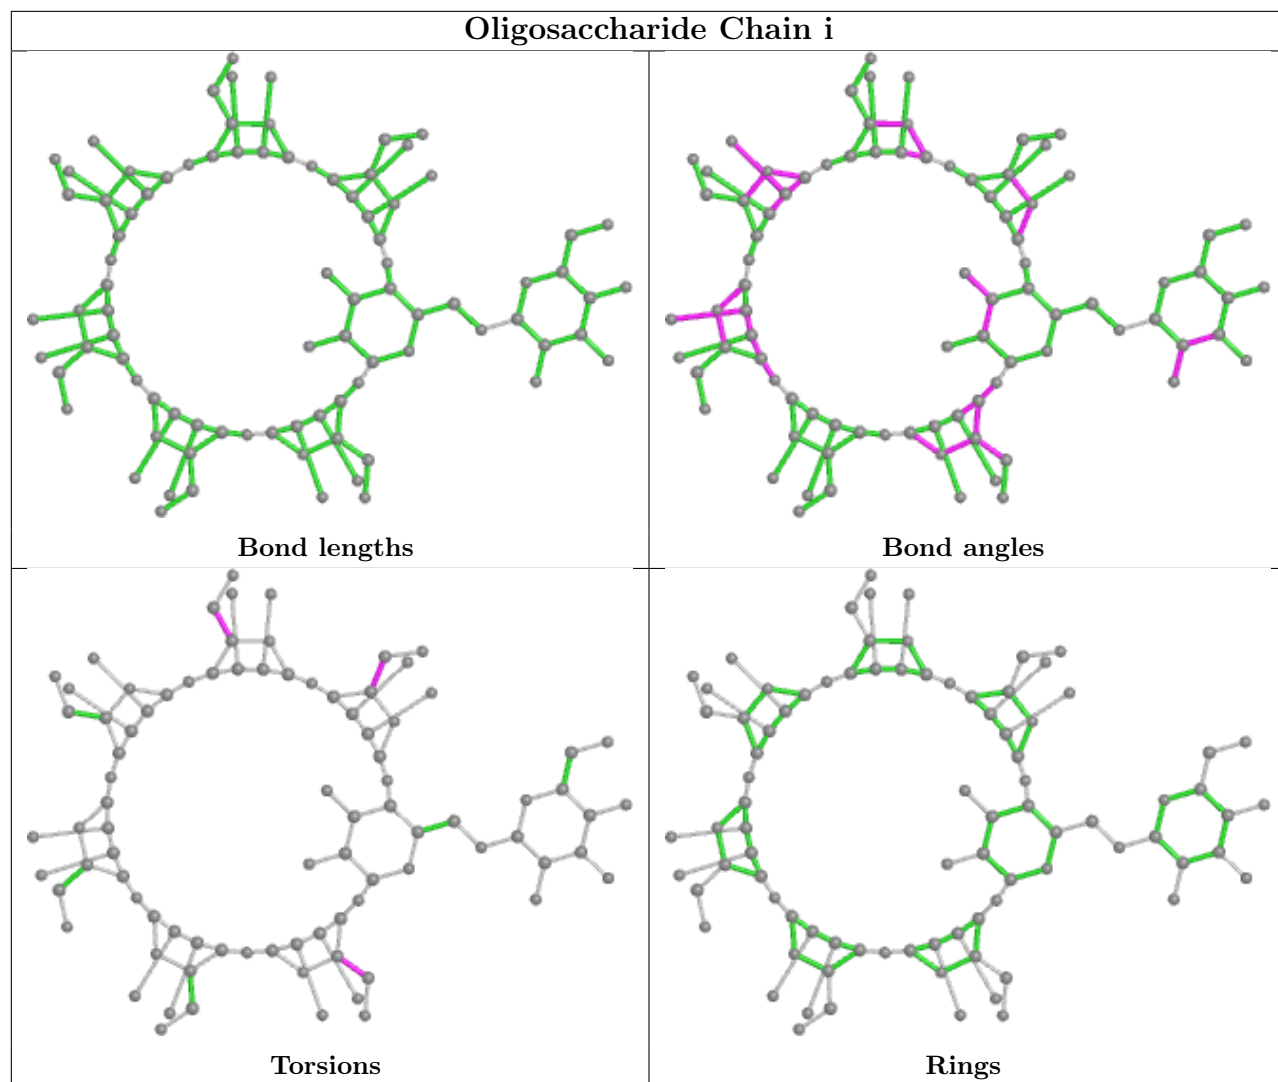 Oligosaccharide Chain i
Bond lengths
Bond angles
Torsions
Rings